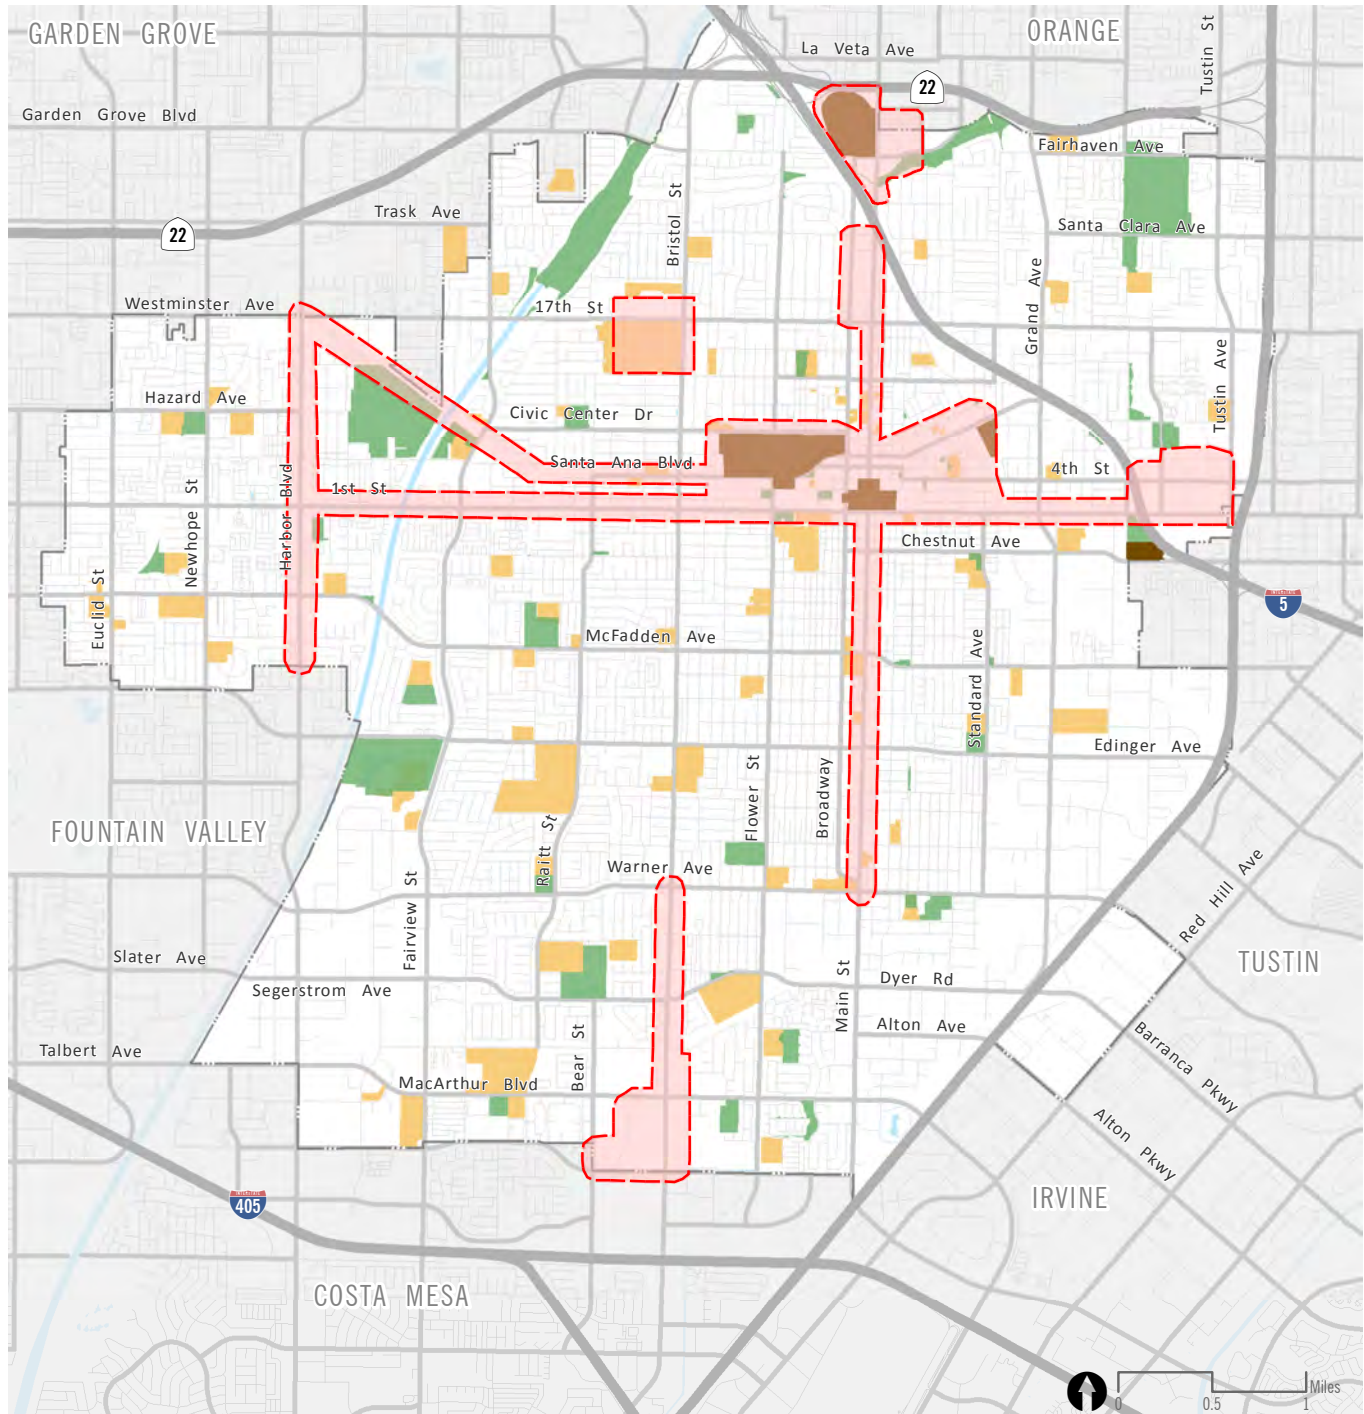 GARDEN GROVE
ORANGE
Tustin St
La Veta Ave
22
Garden Grove Blvd
Fairhaven Ave
Trask Ave
Bristol St
Santa Clara Ave
22
Grand Ave
Westminster Ave
17th St
Tustin Ave
Hazard Ave
Civic Center Dr
Santa Ana Blvd
4th St
Newhope St
Harbor Blvd
1st St
Chestnut Ave
Euclid St
5
McFadden Ave
Standard Ave
Edinger Ave
Flower St
Broadway
FOUNTAIN VALLEY
Raitt St
Warner Ave
Red Hill Ave
Fairview St
Slater Ave
Segerstrom Ave
Main St
Dyer Rd
TUSTIN
Alton Ave
Talbert Ave
Bear St
Barranca Pkwy
MacArthur Blvd
Alton Pkwy
405
IRVINE
COSTA MESA
Miles
0 0.5 1